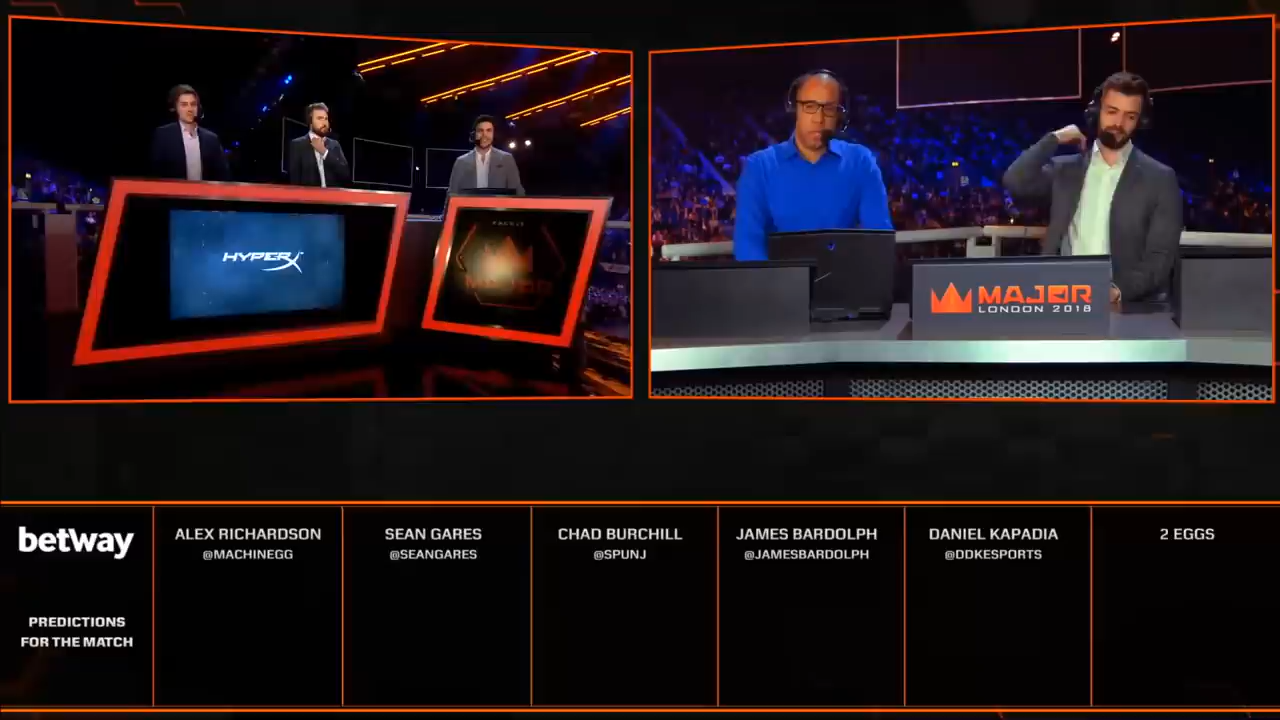 HYPERX
MAJOR
MAJOR
LONDON 2018
betway
PREDICTIONS
FOR THE MATCH
ALEX RICHARDSON
@MACHINEGG
SEAN GARES
@SEANGARES
CHAD BURCHILL
@SPUNJ
JAMES BARDOLPH
@JAMESBARDOLPH
DANIEL KAPADIA
@DDKESPORTS
2 EGGS